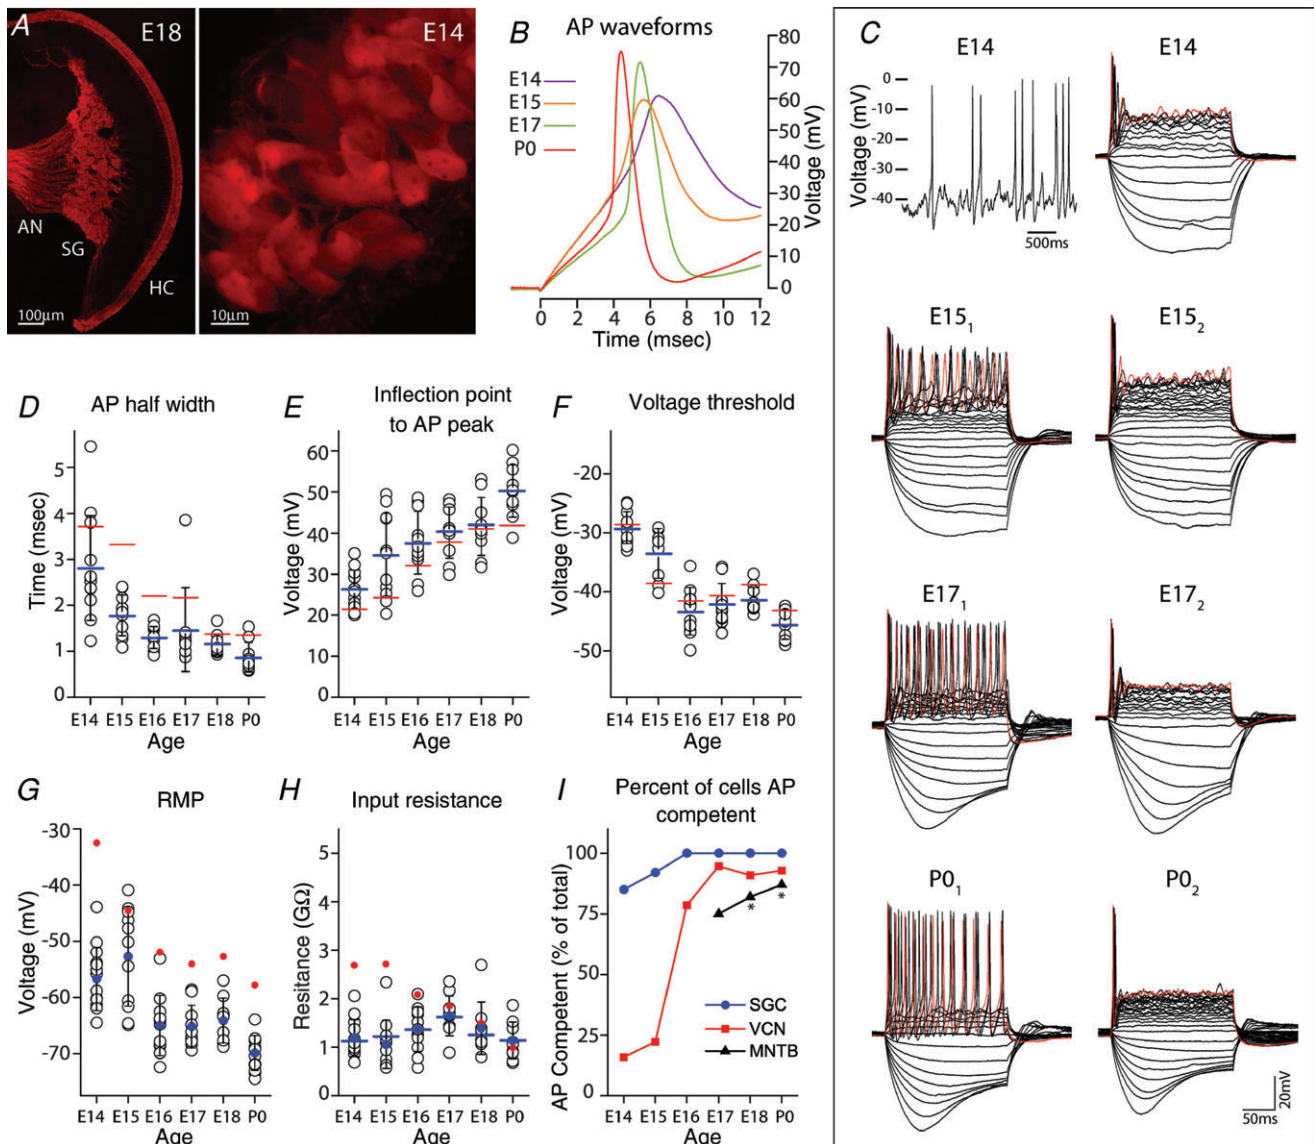 A
E18
E14
AN
SG
HC
100µm
10µm
B
AP waveforms
E14
E15
E17
P0
80
70
60
50
40
30
20
10
0
Voltage (mV)
0 2 4 6 8 10 12
Time (msec)
C
E14
E14
0
-10
-20
-30
-40
Voltage (mV)
500ms
E15₁
E15₂
E17₁
E17₂
P0₁
P0₂
20mV
50ms
D
AP half width
5
4
3
2
1
0
Time (msec)
E14 E15 E16 E17 E18 P0
Age
E
Inflection point
to AP peak
60
50
40
30
20
10
0
Voltage (mV)
E14 E15 E16 E17 E18 P0
Age
F
Voltage threshold
-20
-30
-40
-50
Voltage (mV)
E14 E15 E16 E17 E18 P0
Age
G
RMP
-30
-40
-50
-60
-70
Voltage (mV)
E14 E15 E16 E17 E18 P0
Age
H
Input resistance
5
4
3
2
1
0
Resitance (GΩ)
E14 E15 E16 E17 E18 P0
Age
I
Percent of cells AP
competent
100
75
50
25
0
AP Competent (% of total)
SGC
VCN
MNTB
*
*
E14 E15 E16 E17 E18 P0
Age